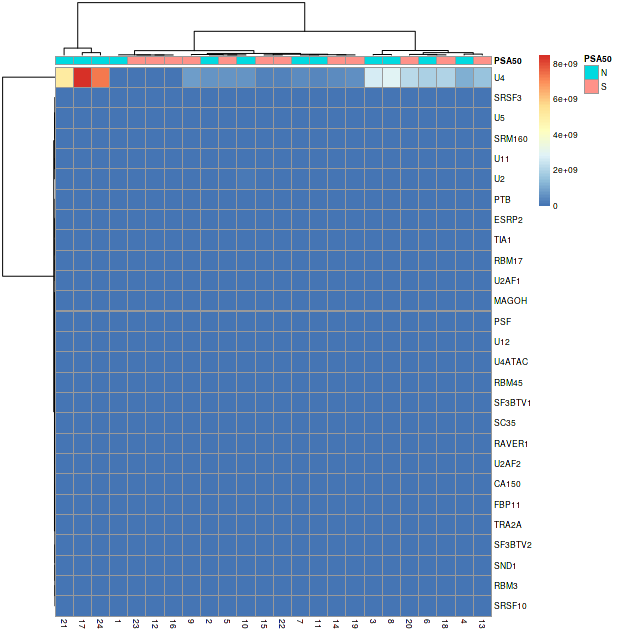 PSA50
U4
SRSF3
U5
SRM160
U11
U2
PTB
ESRP2
TIA1
RBM17
U2AF1
MAGOH
PSF
U12
U4ATAC
RBM45
SF3BTV1
SC35
RAVER1
U2AF2
CA150
FBP11
TRA2A
SF3BTV2
SND1
RBM3
SRSF10
21 17 24 1 23 12 16 9 2 5 10 15 22 7 11 14 19 3 8 20 6 18 4 13
8e+09
6e+09
4e+09
2e+09
0
PSA50
N
S